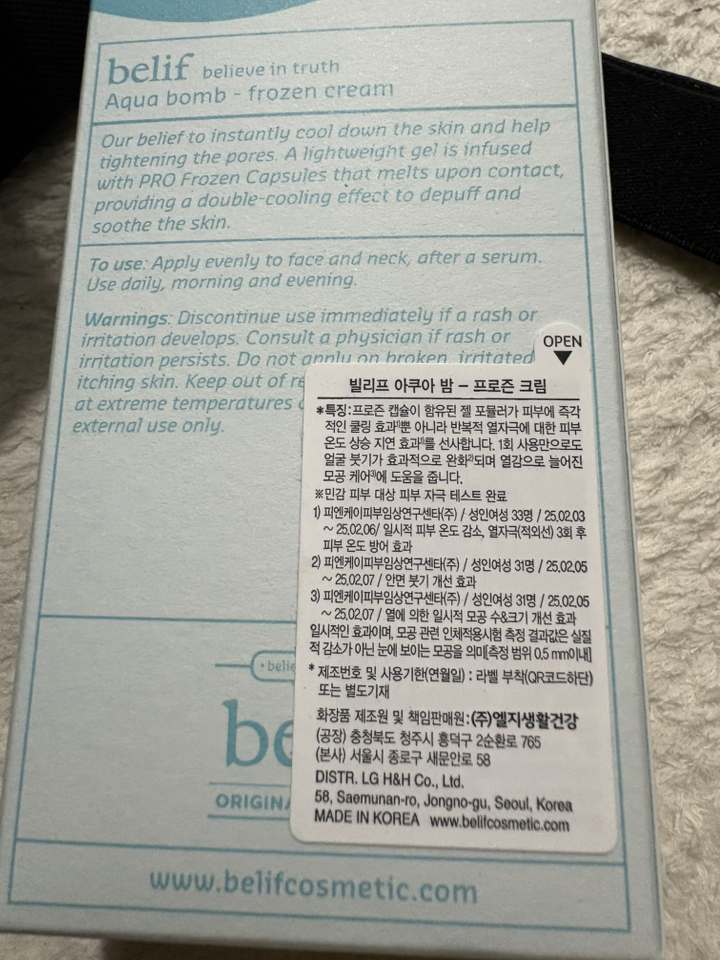 belif believe in truth
Aqua bomb - frozen cream
Our belief to instantly cool down the skin and help
tightening the pores. A lightweight gel is infused
with PRO Frozen Capsules that melts upon contact,
providing a double-cooling effect to depuff and
soothe the skin.
To use: Apply evenly to face and neck, after a serum.
Use daily, morning and evening.
Warnings: Discontinue use immediately if a rash or
irritation develops. Consult a physician if rash or
irritation persists. Do not apply on broken, irritated
itching skin. Keep out of re
at extreme temperatures
external use only.
OPEN
빌리프 아쿠아 밤 – 프로즌 크림
*특징:프로즌 캡슐이 함유된 젤 포뮬러가 피부에 즉각
적인 쿨링 효과¹⁾뿐 아니라 반복적 열자극에 대한 피부
온도 상승 지연 효과¹⁾를 선사합니다. 1회 사용만으로도
얼굴 붓기가 효과적으로 완화²⁾되며 열감으로 늘어진
모공 케어³⁾에 도움을 줍니다.
※민감 피부 대상 피부 자극 테스트 완료
1) 피엔케이피부임상연구센타(주) / 성인여성 33명 / 25.02.03
~ 25.02.06/ 일시적 피부 온도 감소, 열자극(적외선) 3회 후
피부 온도 방어 효과
2) 피엔케이피부임상연구센타(주) / 성인여성 31명 / 25.02.05
~ 25.02.07 / 안면 붓기 개선 효과
3) 피엔케이피부임상연구센타(주) / 성인여성 31명 / 25.02.05
~ 25.02.07 / 열에 의한 일시적 모공 수&크기 개선 효과
일시적인 효과이며, 모공 관련 인체적용시험 측정 결과값은 실질
적 감소가 아닌 눈에 보이는 모공을 의미[측정 범위 0.5 mm이내]
* 제조번호 및 사용기한(연월일) : 라벨 부착(QR코드하단)
또는 별도기재
화장품 제조원 및 책임판매원:(주)엘지생활건강
(공장) 충청북도 청주시 흥덕구 2순환로 765
(본사) 서울시 종로구 새문안로 58
DISTR. LG H&H Co., Ltd.
58, Saemunan-ro, Jongno-gu, Seoul, Korea
MADE IN KOREA www.belifcosmetic.com
• belie
be
ORIGINA
www.belifcosmetic.com